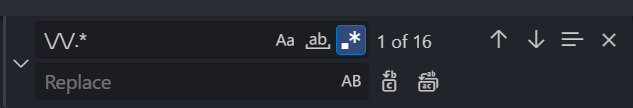 \/\/.* Aa ab .* 1 of 16
Replace AB